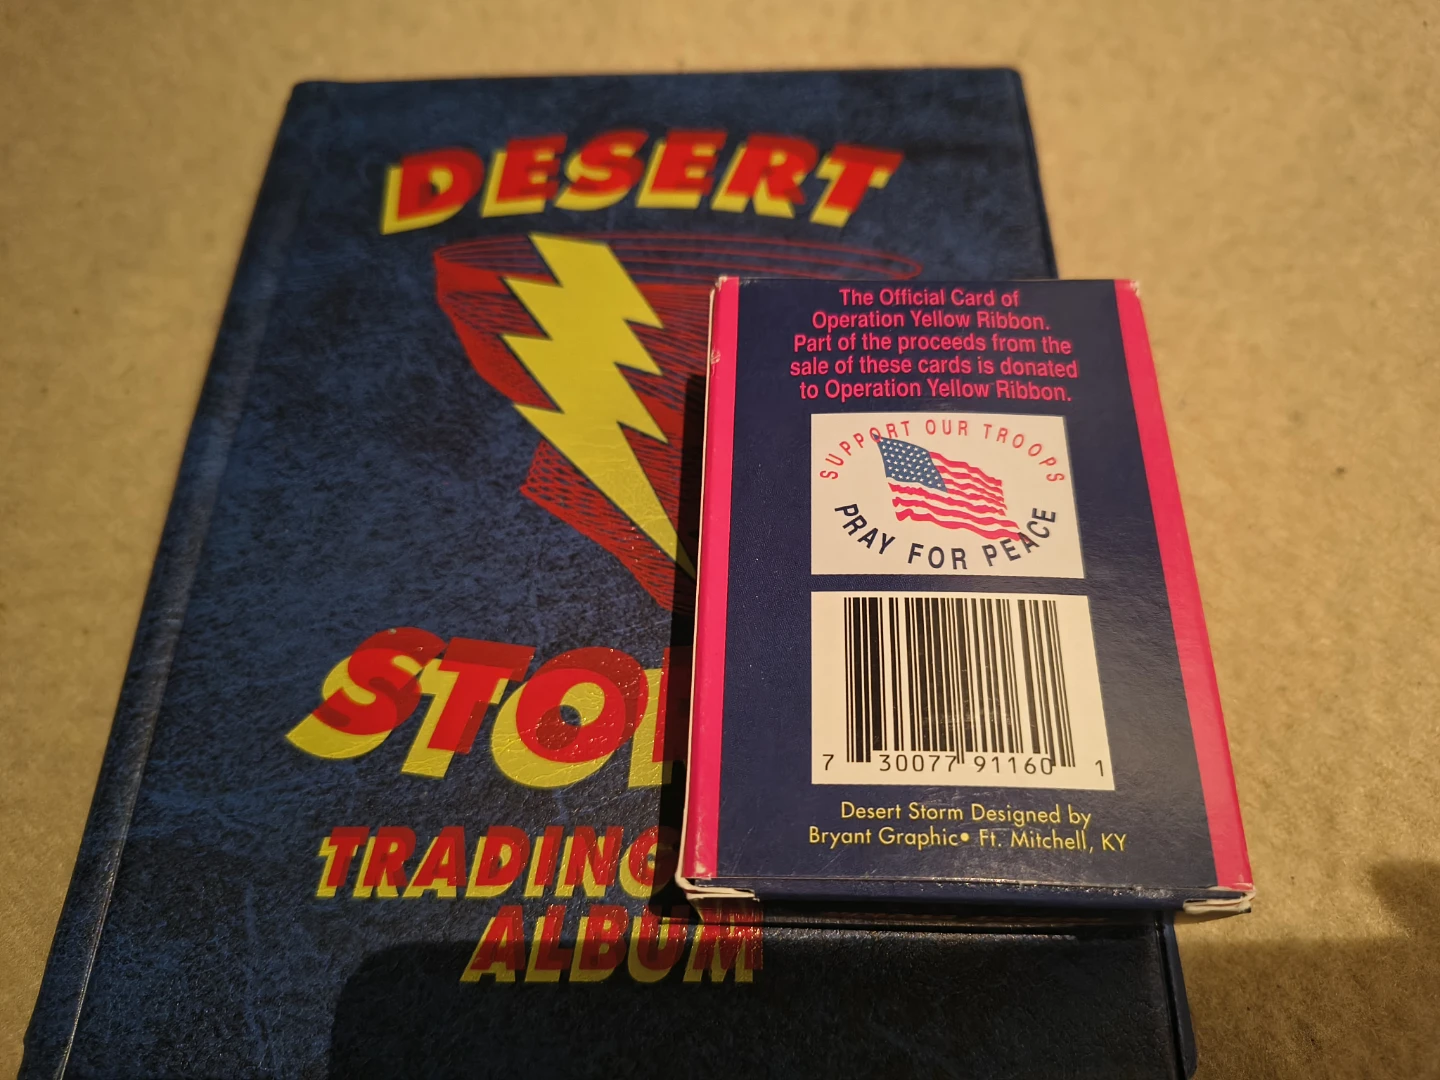 DESERT
STORM
TRADING
ALBUM
The Official Card of
Operation Yellow Ribbon.
Part of the proceeds from the
sale of these cards is donated
to Operation Yellow Ribbon.
SUPPORT OUR TROOPS
PRAY FOR PEACE
7 30077 91160 1
Desert Storm Designed by
Bryant Graphic• Ft. Mitchell, KY